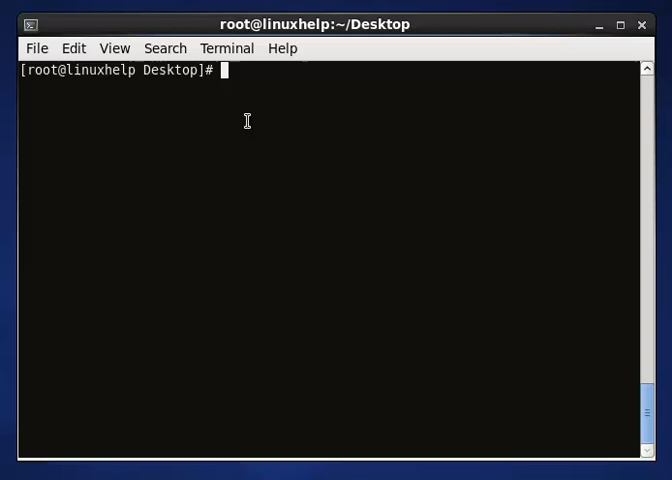 root@linuxhelp:~/Desktop
File Edit View Search Terminal Help
[root@linuxhelp Desktop]#